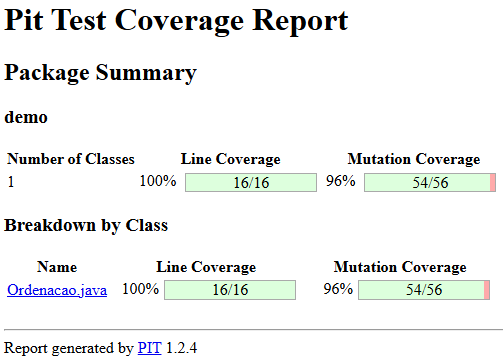 Pit Test Coverage Report
Package Summary
demo
Number of Classes Line Coverage Mutation Coverage
1 100% 16/16 96% 54/56
Breakdown by Class
Name Line Coverage Mutation Coverage
Ordenacao.java 100% 16/16 96% 54/56
Report generated by PIT 1.2.4